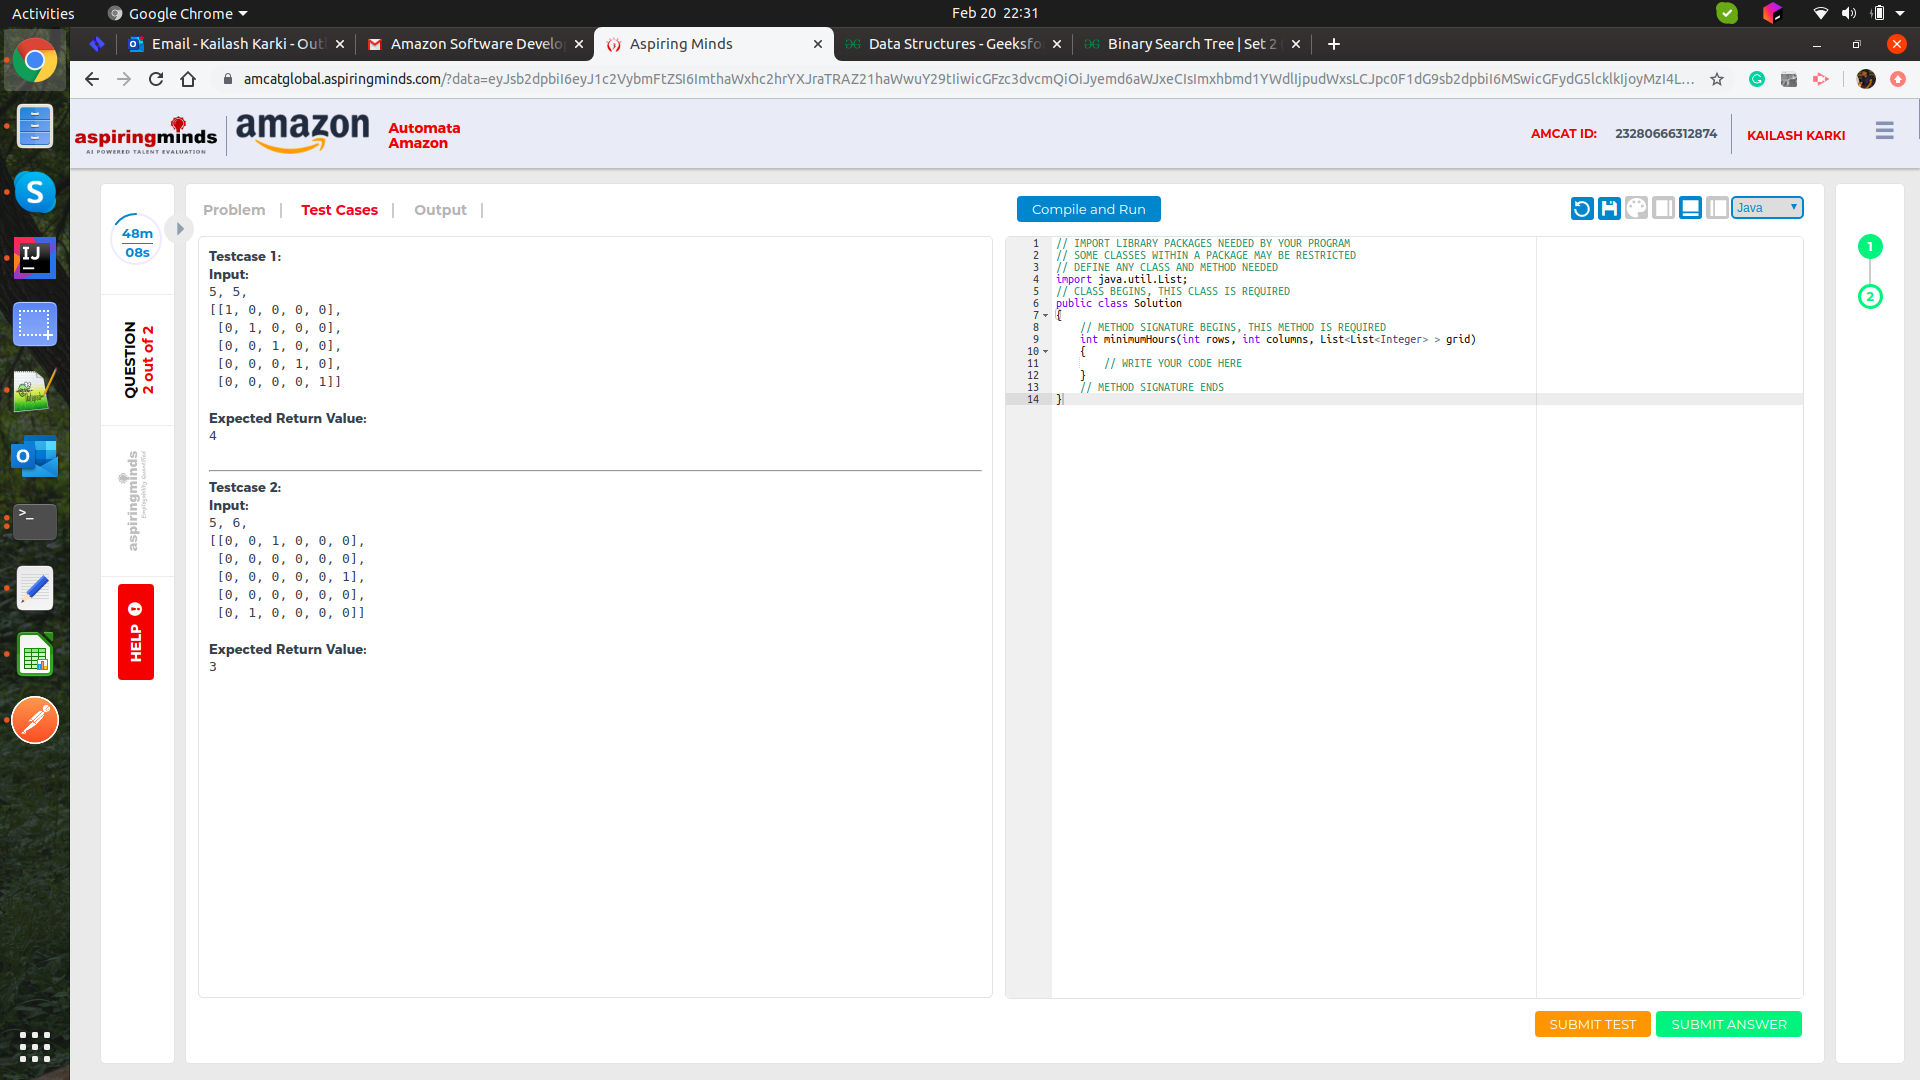 Activities
Google Chrome
Feb 20 22:31
Email - Kailash Karki - Out
Amazon Software Develo
Aspiring Minds
Data Structures - Geeksfo
Binary Search Tree | Set 2
amcatglobal.aspiringminds.com/?data=eyJsb2dpbiI6eyJ1c2VybmFtZSI6ImthaWxhc2hrYXJraTRAZ21haWwuY29tIiwicGFzc3dvcmQiOiJyemd6aWJxeCIsImxhbmd1YWdlIjpudWxsLCJpc0F1dG9sb2dpbiI6MSwicGFydG5lcklkIjoyMzI4L...
aspiringminds
AI POWERED TALENT EVALUATION
amazon
Automata
Amazon
AMCAT ID: 23280666312874
KAILASH KARKI
48m
08s
QUESTION
2 out of 2
aspiringminds
Employability Quantified
HELP
Problem | Test Cases | Output |
Compile and Run
Java
Testcase 1:
Input:
5, 5,
[[1, 0, 0, 0, 0],
[0, 1, 0, 0, 0],
[0, 0, 1, 0, 0],
[0, 0, 0, 1, 0],
[0, 0, 0, 0, 1]]
Expected Return Value:
4
Testcase 2:
Input:
5, 6,
[[0, 0, 1, 0, 0, 0],
[0, 0, 0, 0, 0, 0],
[0, 0, 0, 0, 0, 1],
[0, 0, 0, 0, 0, 0],
[0, 1, 0, 0, 0, 0]]
Expected Return Value:
3
1 // IMPORT LIBRARY PACKAGES NEEDED BY YOUR PROGRAM
2 // SOME CLASSES WITHIN A PACKAGE MAY BE RESTRICTED
3 // DEFINE ANY CLASS AND METHOD NEEDED
4 import java.util.List;
5 // CLASS BEGINS, THIS CLASS IS REQUIRED
6 public class Solution
7 {
8 // METHOD SIGNATURE BEGINS, THIS METHOD IS REQUIRED
9 int minimumHours(int rows, int columns, List<List<Integer> > grid)
10 {
11 // WRITE YOUR CODE HERE
12 }
13 // METHOD SIGNATURE ENDS
14 }
1
2
SUBMIT TEST
SUBMIT ANSWER